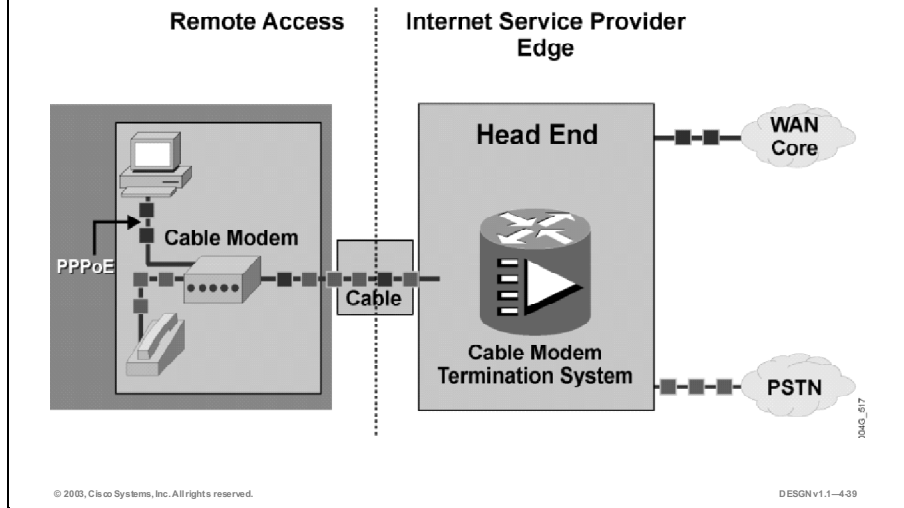 Remote Access
Internet Service Provider
Edge
Head End
WAN
Core
Cable Modem
PPPoE
Cable
Cable Modem
Termination System
PSTN
© 2003, Cisco Systems, Inc. All rights reserved.
DESGN v1.1—4-39